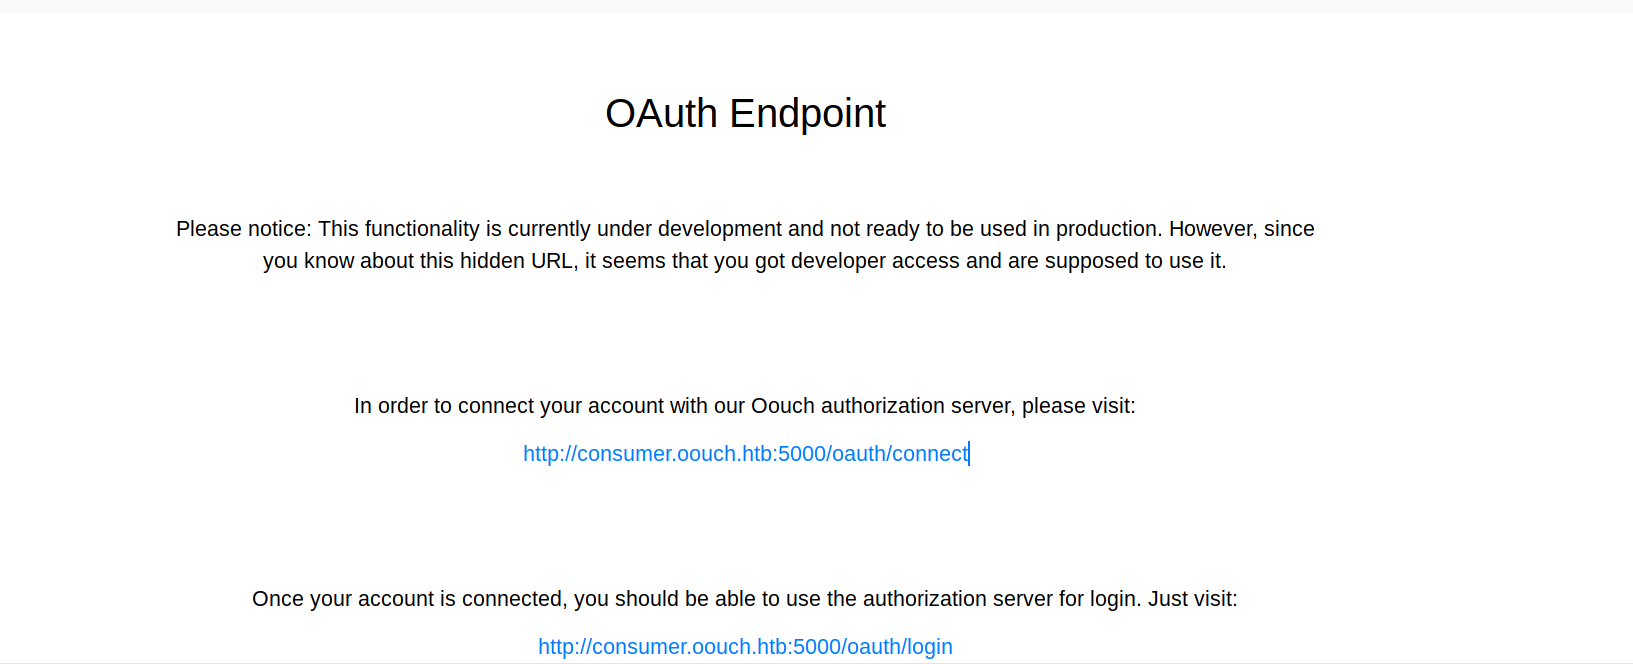 OAuth Endpoint
Please notice: This functionality is currently under development and not ready to be used in production. However, since
you know about this hidden URL, it seems that you got developer access and are supposed to use it.
In order to connect your account with our Oouch authorization server, please visit:
http://consumer.oouch.htb:5000/oauth/connect
Once your account is connected, you should be able to use the authorization server for login. Just visit:
http://consumer.oouch.htb:5000/oauth/login